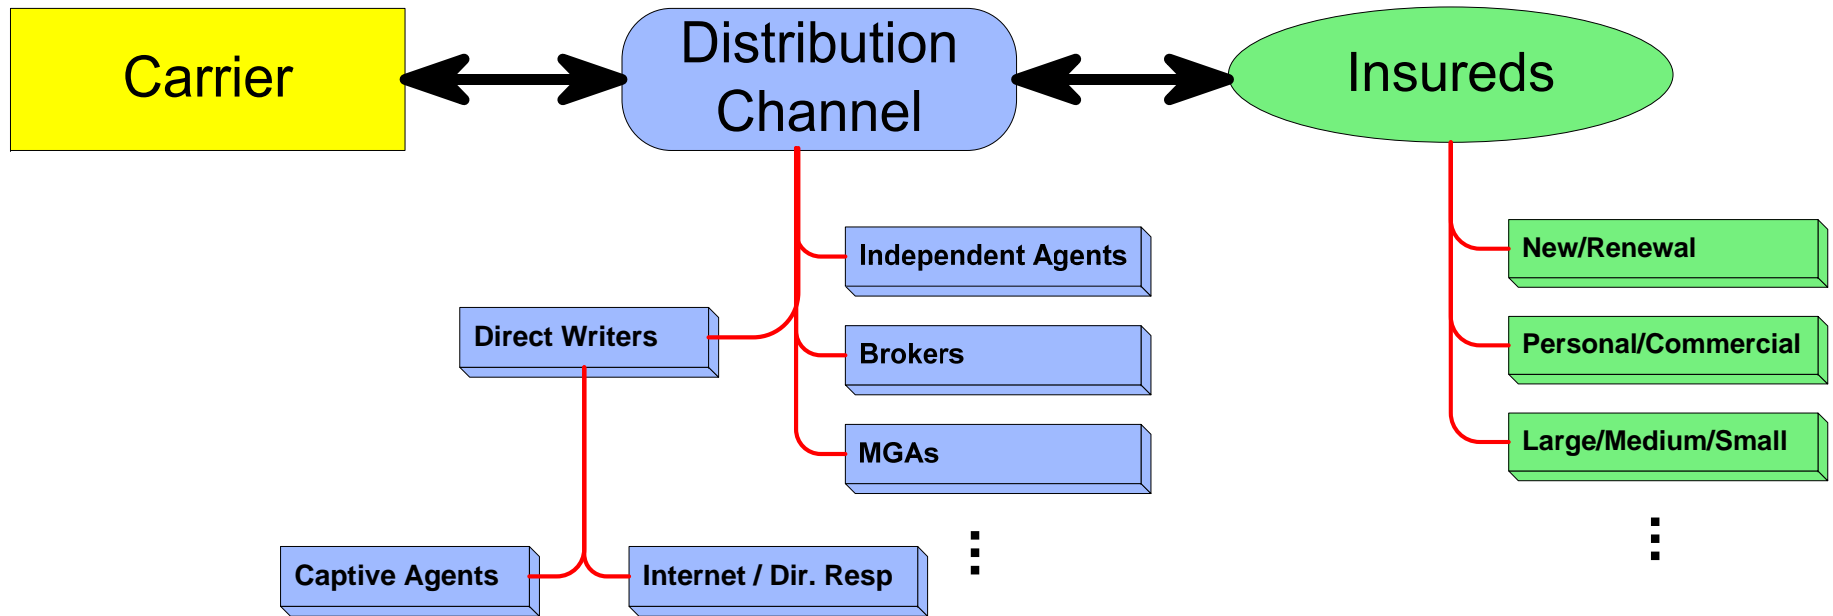 Carrier
Distribution
Channel
Insureds
Independent Agents
New/Renewal
Direct Writers
Brokers
Personal/Commercial
MGAs
Large/Medium/Small
Captive Agents
Internet / Dir. Resp